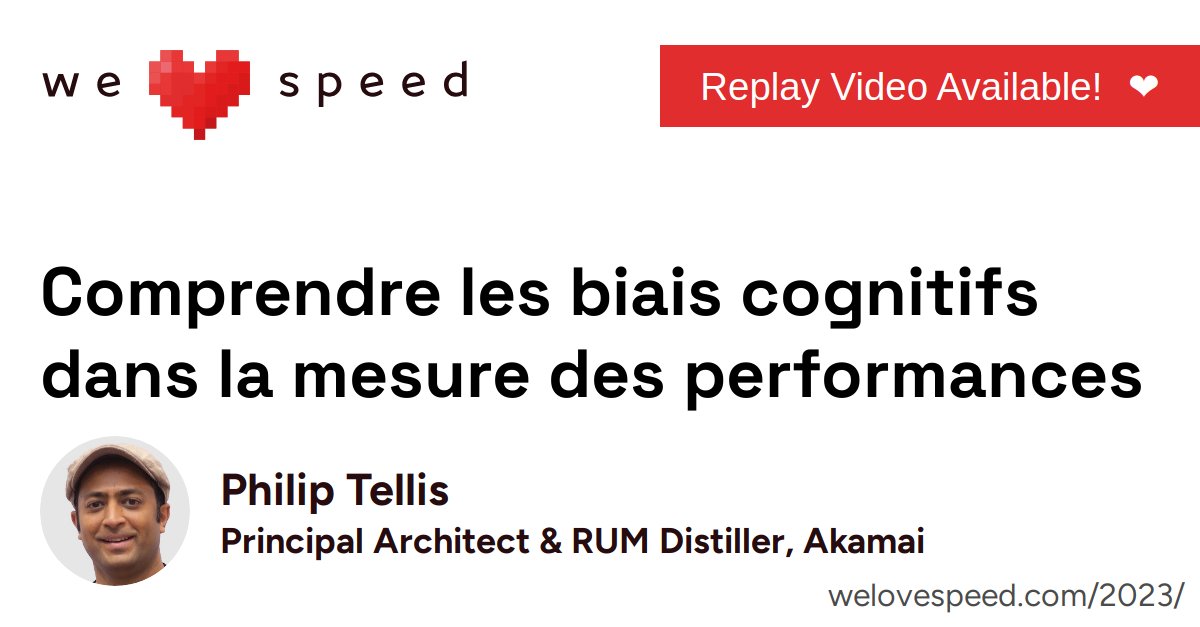 we ❤ speed
Replay Video Available! ❤
Comprendre les biais cognitifs
dans la mesure des performances
Philip Tellis
Principal Architect & RUM Distiller, Akamai
welovespeed.com/2023/